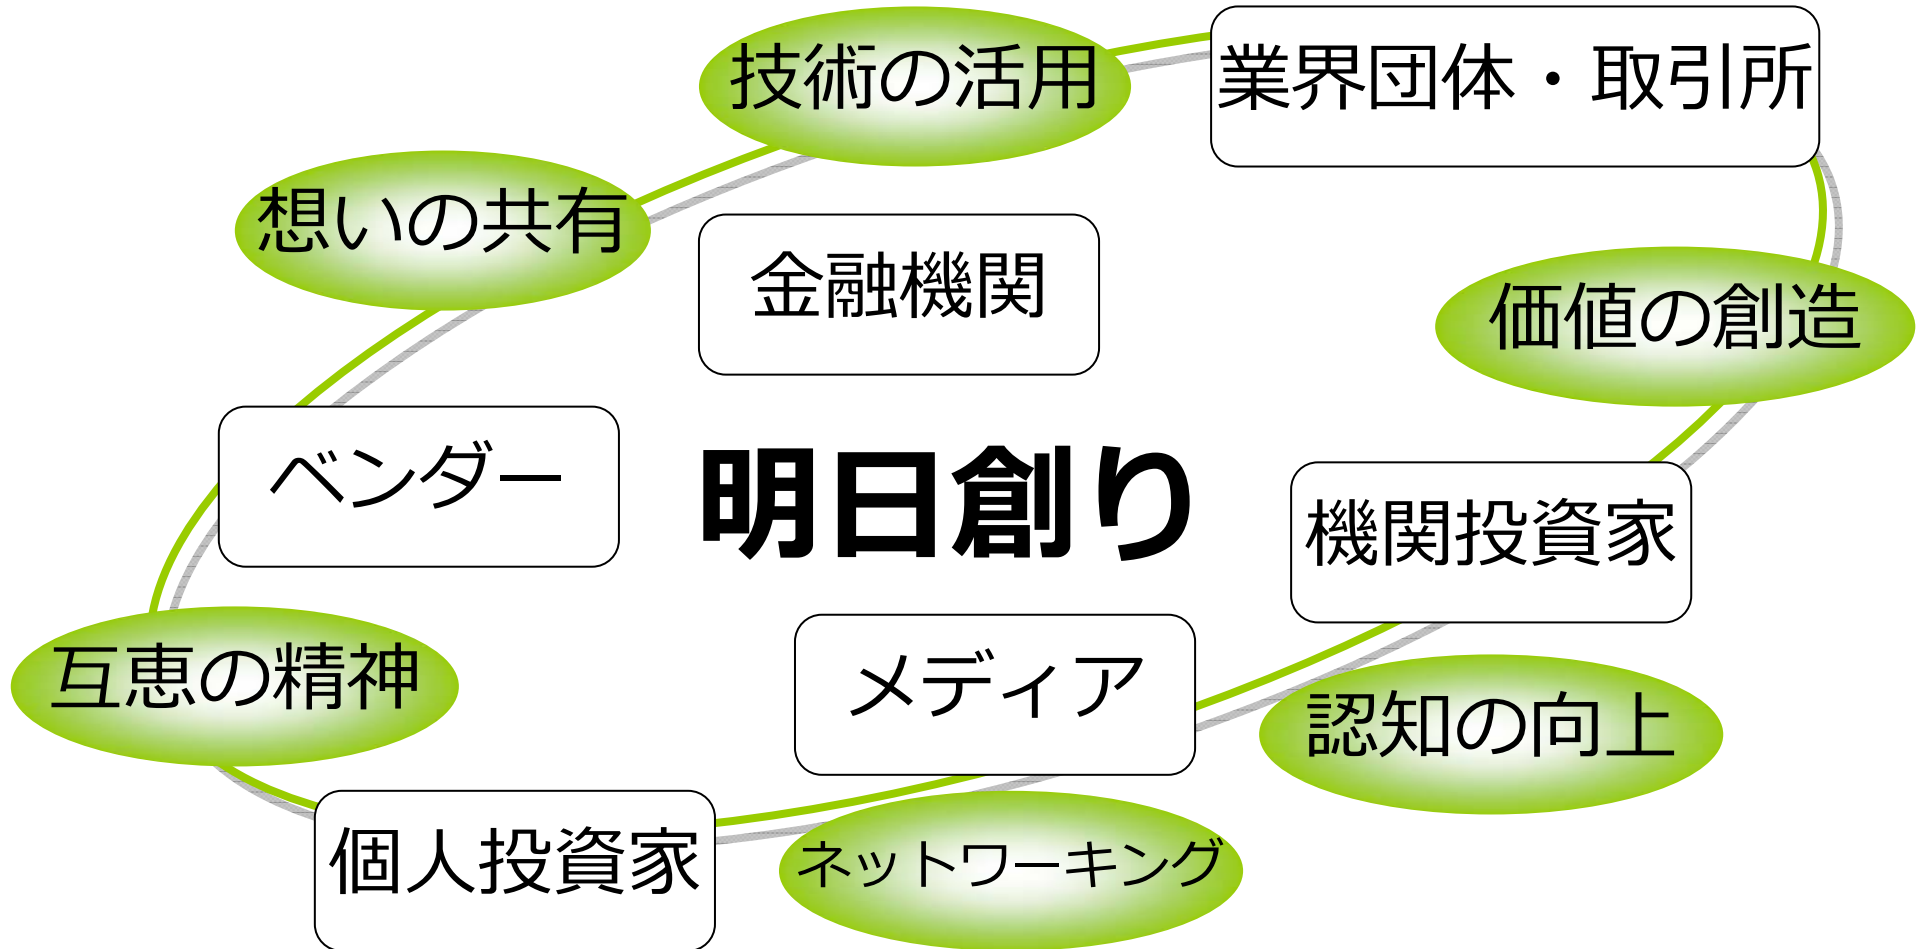 技術の活用
業界団体・取引所
想いの共有
金融機関
価値の創造
ベンダー
明日創り
機関投資家
互恵の精神
メディア
認知の向上
個人投資家
ネットワーキング